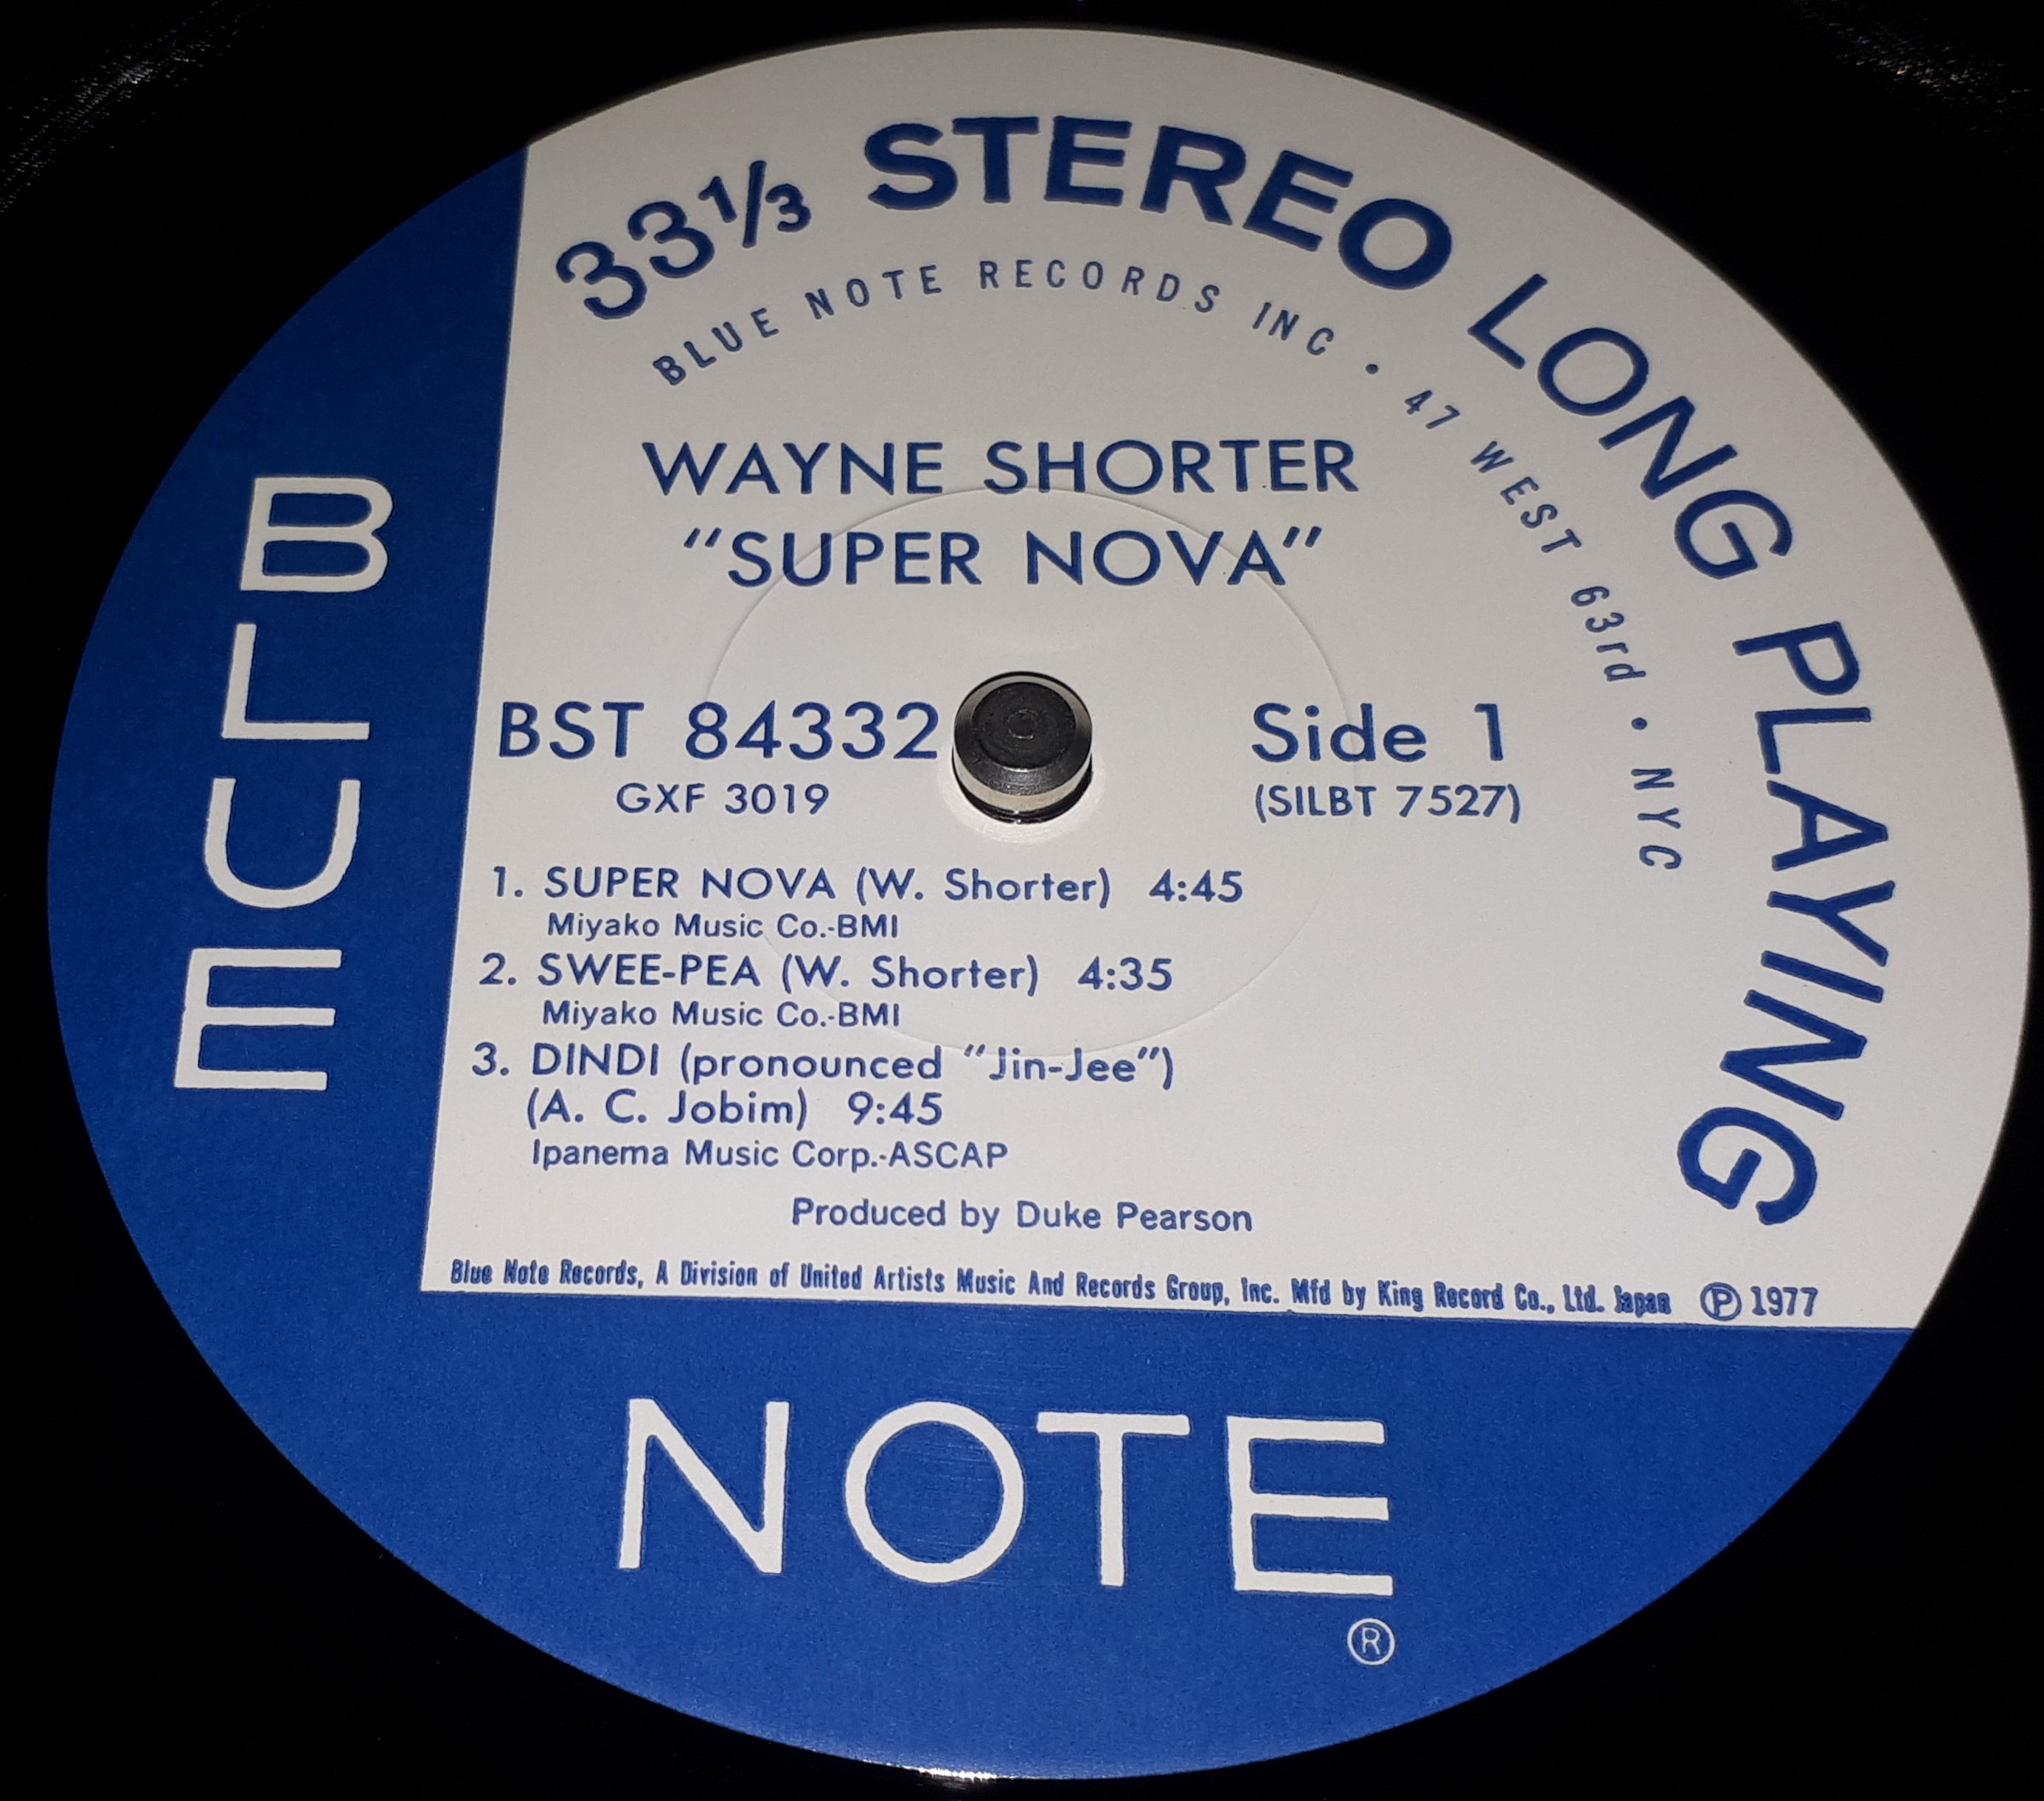 33⅓ STEREO LONG PLAYING
BLUE NOTE RECORDS INC • 47 WEST 63rd • NYC
WAYNE SHORTER
"SUPER NOVA"
BST 84332
Side 1
GXF 3019
(SILBT 7527)
1. SUPER NOVA (W. Shorter) 4:45
Miyako Music Co.-BMI
2. SWEE-PEA (W. Shorter) 4:35
Miyako Music Co.-BMI
3. DINDI (pronounced "Jin-Jee")
(A. C. Jobim) 9:45
Ipanema Music Corp.-ASCAP
Produced by Duke Pearson
Blue Note Records, A Division of United Artists Music And Records Group, Inc. Mfd by King Record Co., Ltd. Japan ℗ 1977
BLUE
NOTE
®